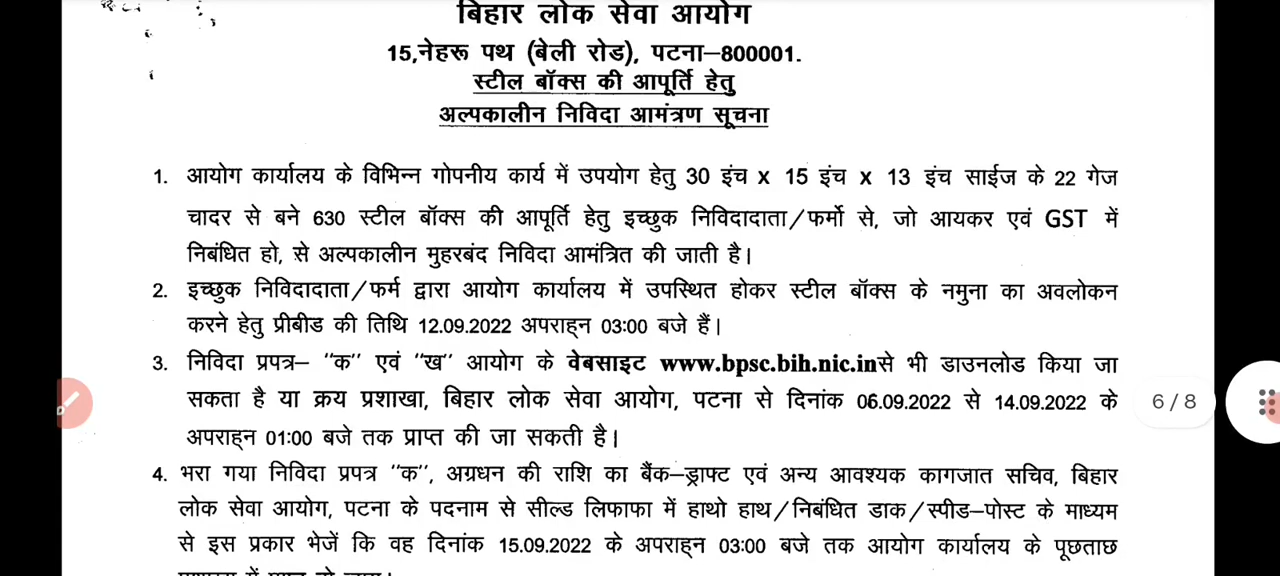 बिहार लोक सेवा आयोग
15,नेहरू पथ (बेली रोड), पटना–800001.
स्टील बॉक्स की आपूर्ति हेतु
अल्पकालीन निविदा आमंत्रण सूचना
1. आयोग कार्यालय के विभिन्न गोपनीय कार्य में उपयोग हेतु 30 इंच x 15 इंच x 13 इंच साईज के 22 गेज
चादर से बने 630 स्टील बॉक्स की आपूर्ति हेतु इच्छुक निविदादाता/फर्मो से, जो आयकर एवं GST में
निबंधित हो, से अल्पकालीन मुहरबंद निविदा आमंत्रित की जाती है।
2. इच्छुक निविदादाता/फर्म द्वारा आयोग कार्यालय में उपस्थित होकर स्टील बॉक्स के नमुना का अवलोकन
करने हेतु प्रीबीड की तिथि 12.09.2022 अपराह्न 03:00 बजे हैं।
3. निविदा प्रपत्र– "क" एवं "ख" आयोग के वेबसाइट www.bpsc.bih.nic.inसे भी डाउनलोड किया जा
सकता है या क्रय प्रशाखा, बिहार लोक सेवा आयोग, पटना से दिनांक 06.09.2022 से 14.09.2022 के
अपराह्न 01:00 बजे तक प्राप्त की जा सकती है।
6 / 8
4. भरा गया निविदा प्रपत्र "क", अग्रधन की राशि का बैंक–ड्राफ्ट एवं अन्य आवश्यक कागजात सचिव, बिहार
लोक सेवा आयोग, पटना के पदनाम से सील्ड लिफाफा में हाथो हाथ/निबंधित डाक/स्पीड–पोस्ट के माध्यम
से इस प्रकार भेजें कि वह दिनांक 15.09.2022 के अपराह्न 03:00 बजे तक आयोग कार्यालय के पूछताछ